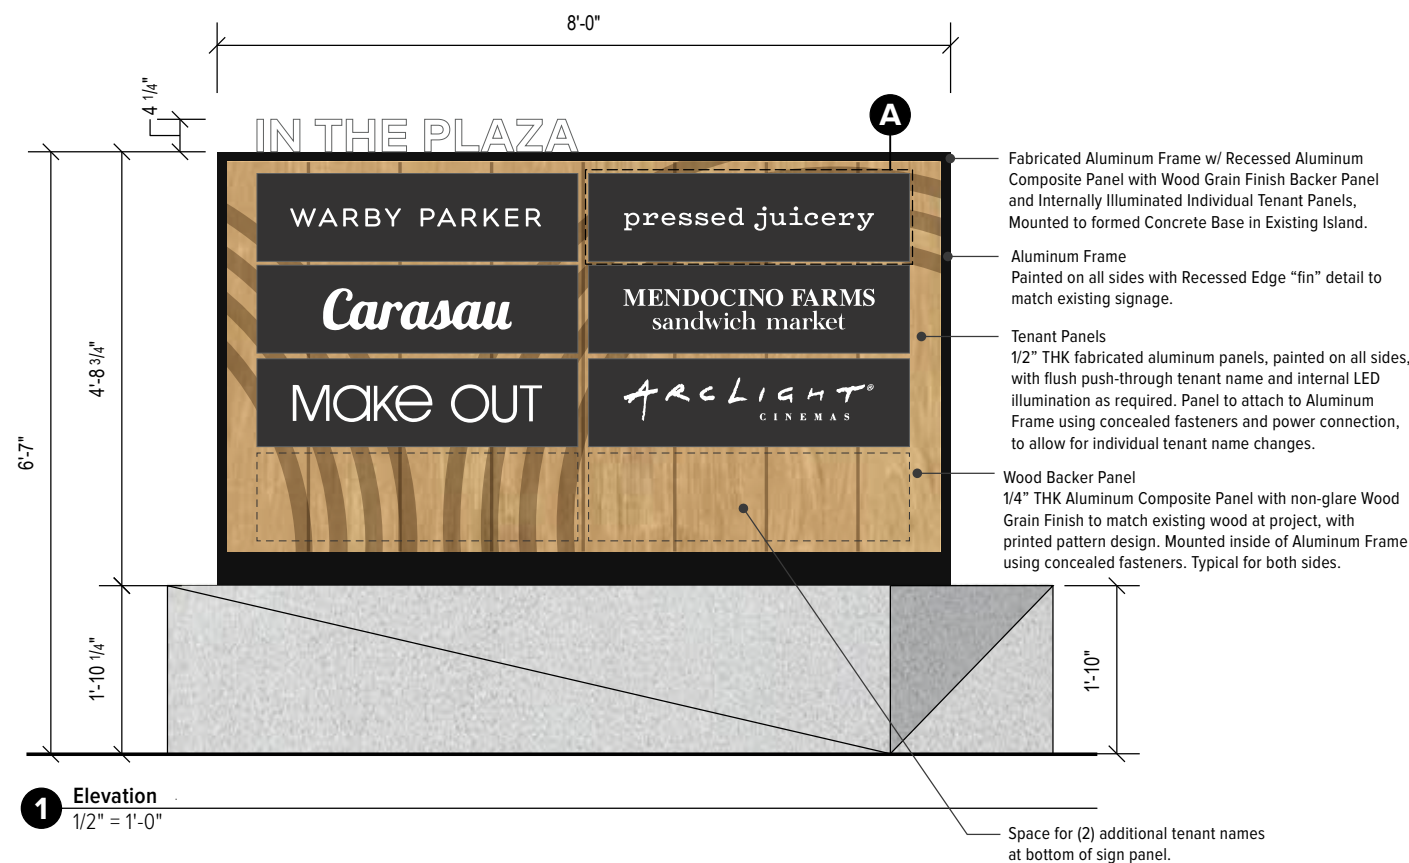 8'-0"
4 1/4"
IN THE PLAZA
A
WARBY PARKER
pressed juicery
Carasau
MENDOCINO FARMS
sandwich market
Make OUT
ARCLIGHT®
CINEMAS
4'-8 3/4"
6'-7"
1'-10 1/4"
1'-10"
Fabricated Aluminum Frame w/ Recessed Aluminum
Composite Panel with Wood Grain Finish Backer Panel
and Internally Illuminated Individual Tenant Panels,
Mounted to formed Concrete Base in Existing Island.
Aluminum Frame
Painted on all sides with Recessed Edge “fin” detail to
match existing signage.
Tenant Panels
1/2” THK fabricated aluminum panels, painted on all sides,
with flush push-through tenant name and internal LED
illumination as required. Panel to attach to Aluminum
Frame using concealed fasteners and power connection,
to allow for individual tenant name changes.
Wood Backer Panel
1/4” THK Aluminum Composite Panel with non-glare Wood
Grain Finish to match existing wood at project, with
printed pattern design. Mounted inside of Aluminum Frame
using concealed fasteners. Typical for both sides.
1
Elevation
1/2" = 1'-0"
Space for (2) additional tenant names
at bottom of sign panel.